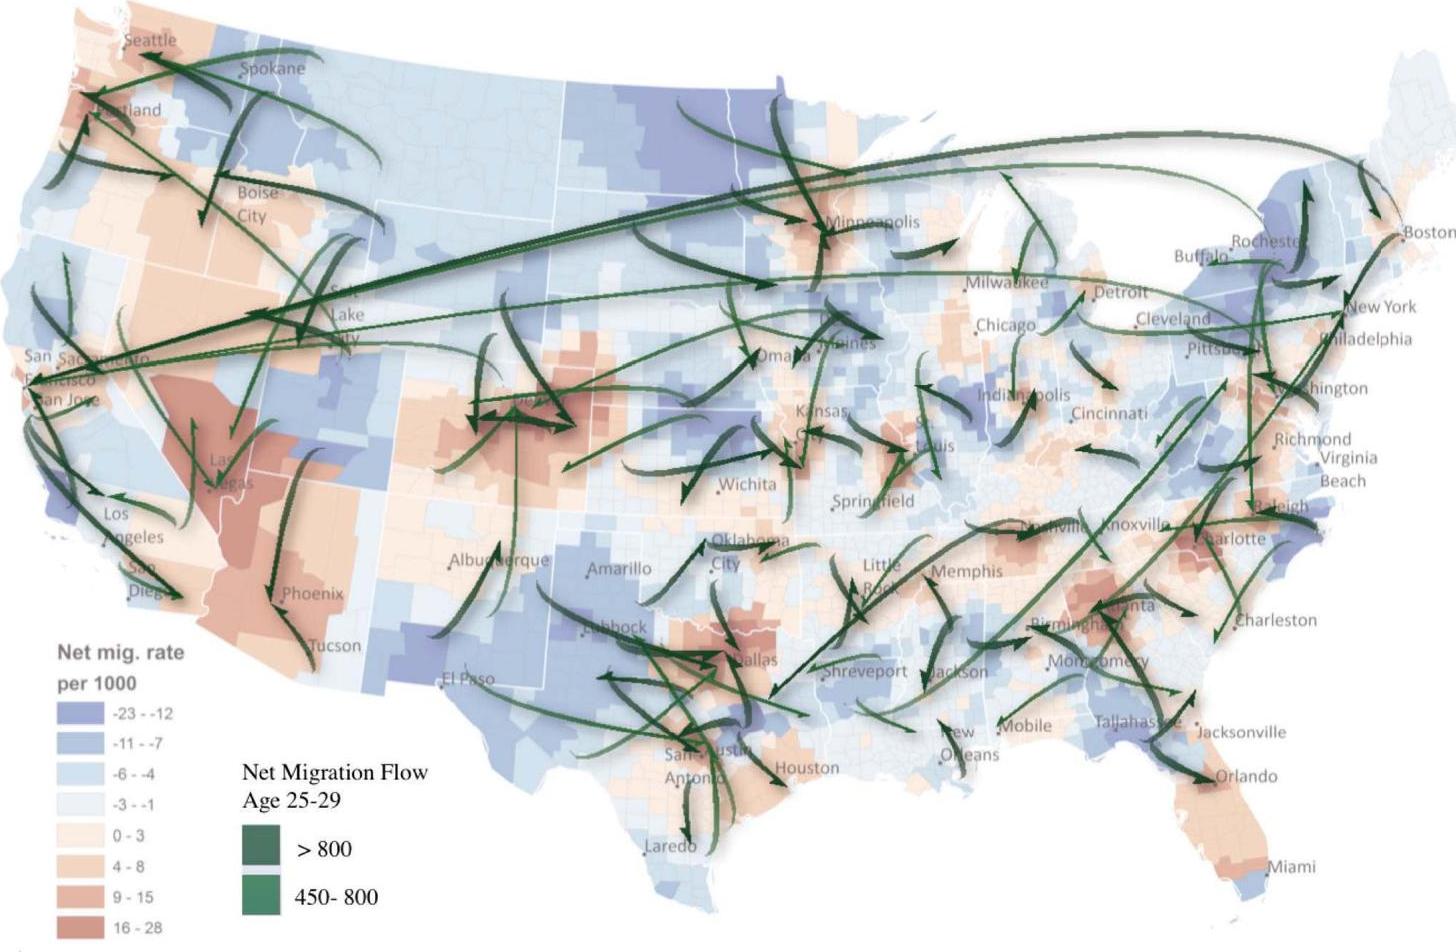 Seattle
Spokane
Portland
Boise
City
Minneapolis
Boston
Rochester
Buffalo
Salt
Lake
City
Milwaukee
Detroit
New York
Chicago
Cleveland
Philadelphia
San
Francisco
Sacramento
San Jose
Omaha
Pittsbu
Washington
Indianapolis
Kansas
City
Cincinnati
St.
Louis
Richmond
Virginia
Beach
Las
Vegas
Wichita
Springfield
Raleigh
Los
Angeles
Nashville
Knoxville
Charlotte
Albuquerque
Amarillo
Oklahoma
City
Little
Rock
Memphis
San
Diego
Phoenix
Atlanta
Charleston
Lubbock
Birmingham
Tucson
Dallas
Shreveport
Jackson
Montgomery
El Paso
Mobile
Tallahassee
Jacksonville
New
Orleans
Austin
San
Antonio
Houston
Orlando
Laredo
Miami
Net mig. rate
per 1000
-23 - -12
-11 - -7
-6 - -4
-3 - -1
0 - 3
4 - 8
9 - 15
16 - 28
Net Migration Flow
Age 25-29
> 800
450- 800